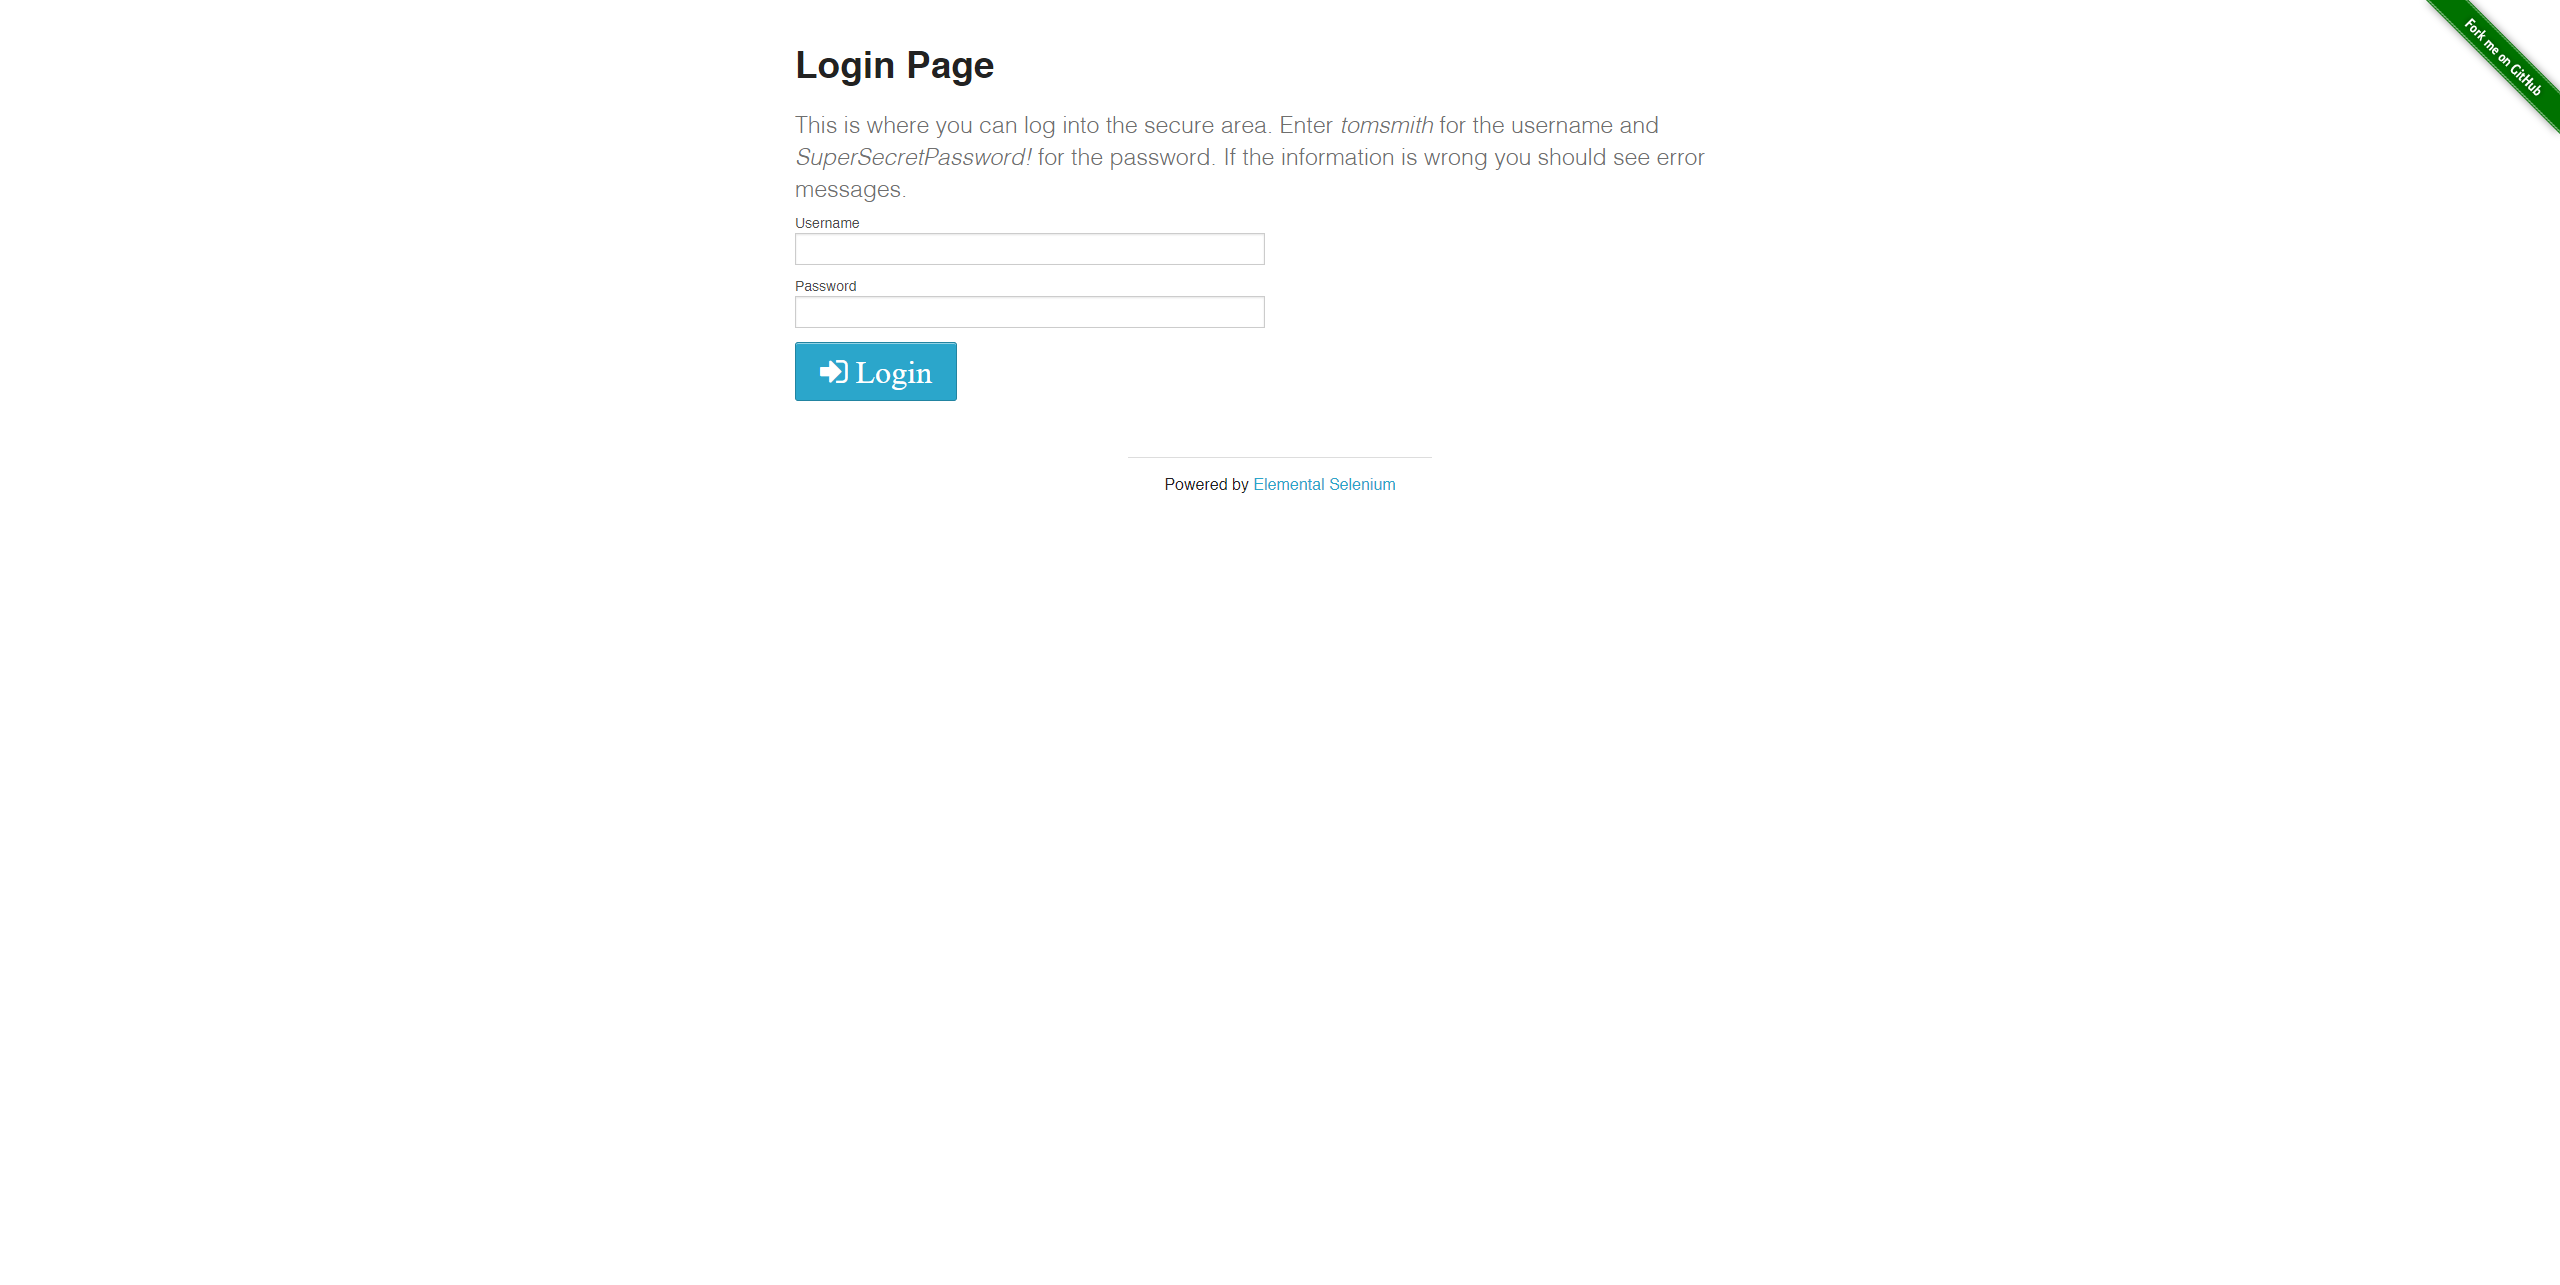 Fork me on GitHub
Login Page
This is where you can log into the secure area. Enter tomsmith for the username and
SuperSecretPassword! for the password. If the information is wrong you should see error
messages.
Username
Password
Login
Powered by Elemental Selenium